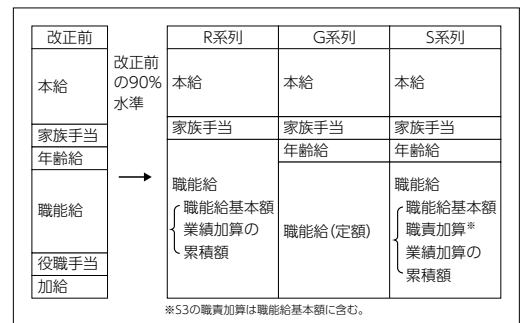 改正前
本給
家族手当
年齢給
職能給
役職手当
加給
改正前
の90%
水準
R系列
本給
家族手当
職能給
職能給基本額
業績加算の
累積額
G系列
本給
家族手当
年齢給
職能給(定額)
S系列
本給
家族手当
年齢給
職能給
職能給基本額
職責加算※
業績加算の
累積額
※S3の職責加算は職能給基本額に含む。